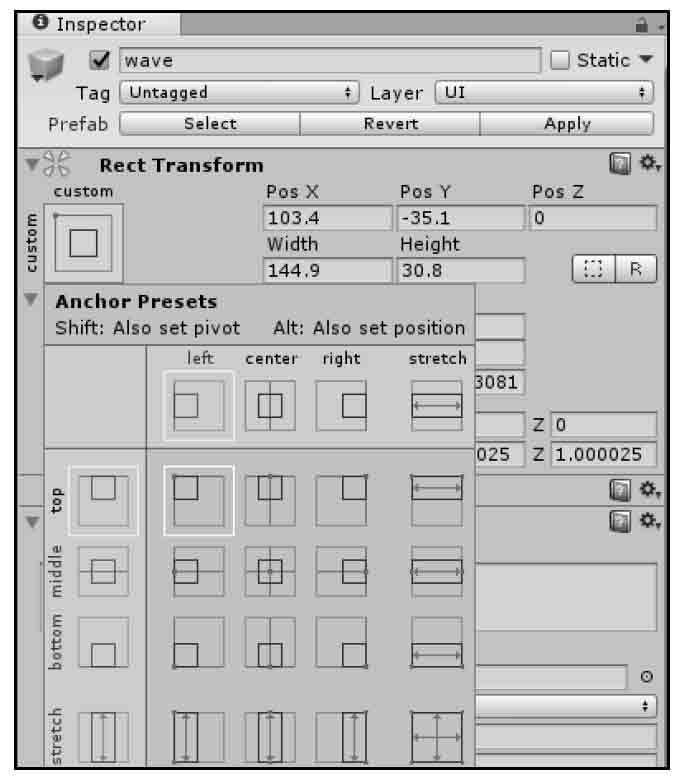 Inspector
wave Static
Tag Untagged Layer UI
Prefab Select Revert Apply
Rect Transform
custom Pos X Pos Y Pos Z
custom 103.4 -35.1 0
Width Height
144.9 30.8 R
Anchor Presets
Shift: Also set pivot Alt: Also set position
left center right stretch
3081
Z 0
025 Z 1.000025
top
middle
bottom
stretch